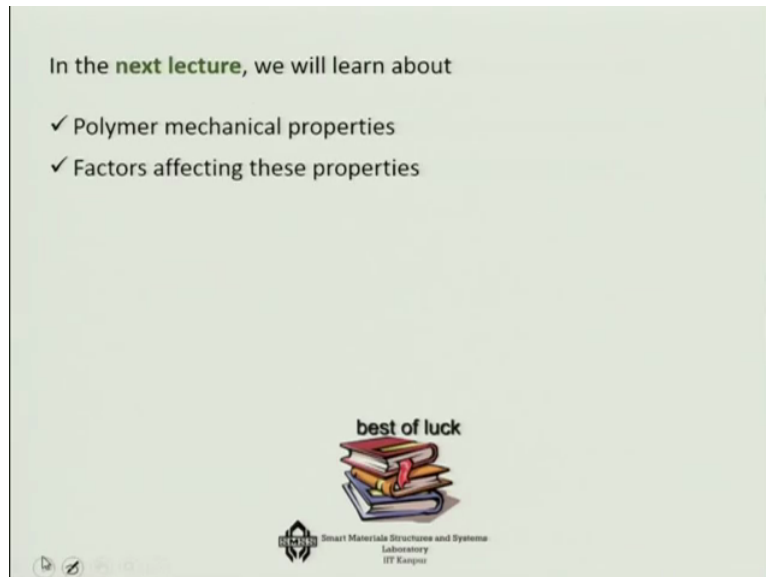 In the next lecture, we will learn about
✓ Polymer mechanical properties
✓ Factors affecting these properties
best of luck
Smart Materials Structures and Systems
Laboratory
IIT Kanpur